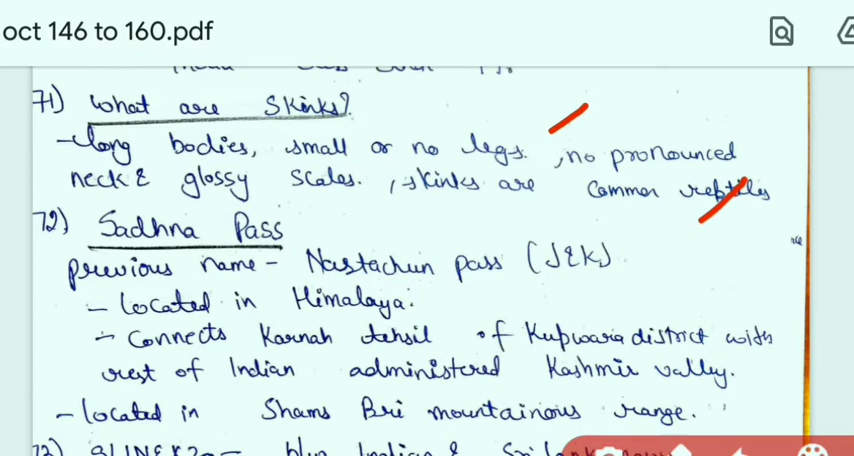 oct 146 to 160.pdf
71) What are Skinks?
- Long bodies, small or no legs. , no pronounced
neck & glossy scales. , skinks are common reptiles
72) Sadhna Pass
previous name - Nastachun pass (J&K)
- Located in Himalaya.
- Connects Karnah tehsil of Kupwara district with
rest of Indian administered Kashmir valley.
- located in Shams Bri mountainous range.